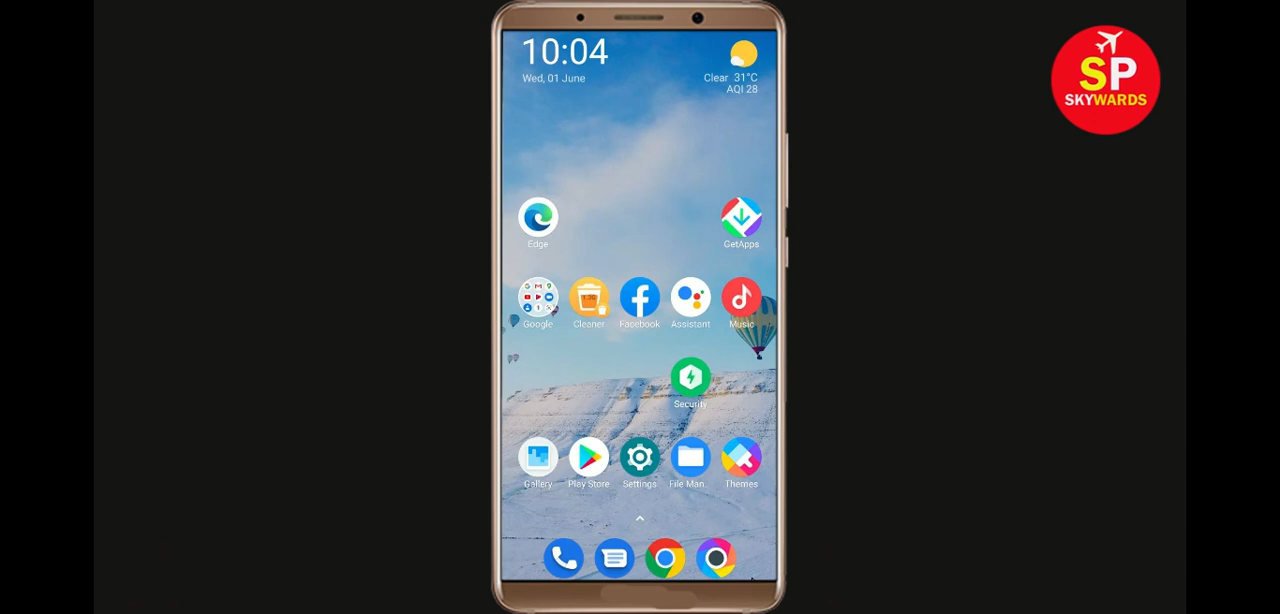 10:04
Wed, 01 June
Clear 31°C
AQI 28
SP
SKYWARDS
Edge
GetApps
Google
Cleaner
Facebook
Assistant
Music
Security
Gallery
Play Store
Settings
File Man..
Themes